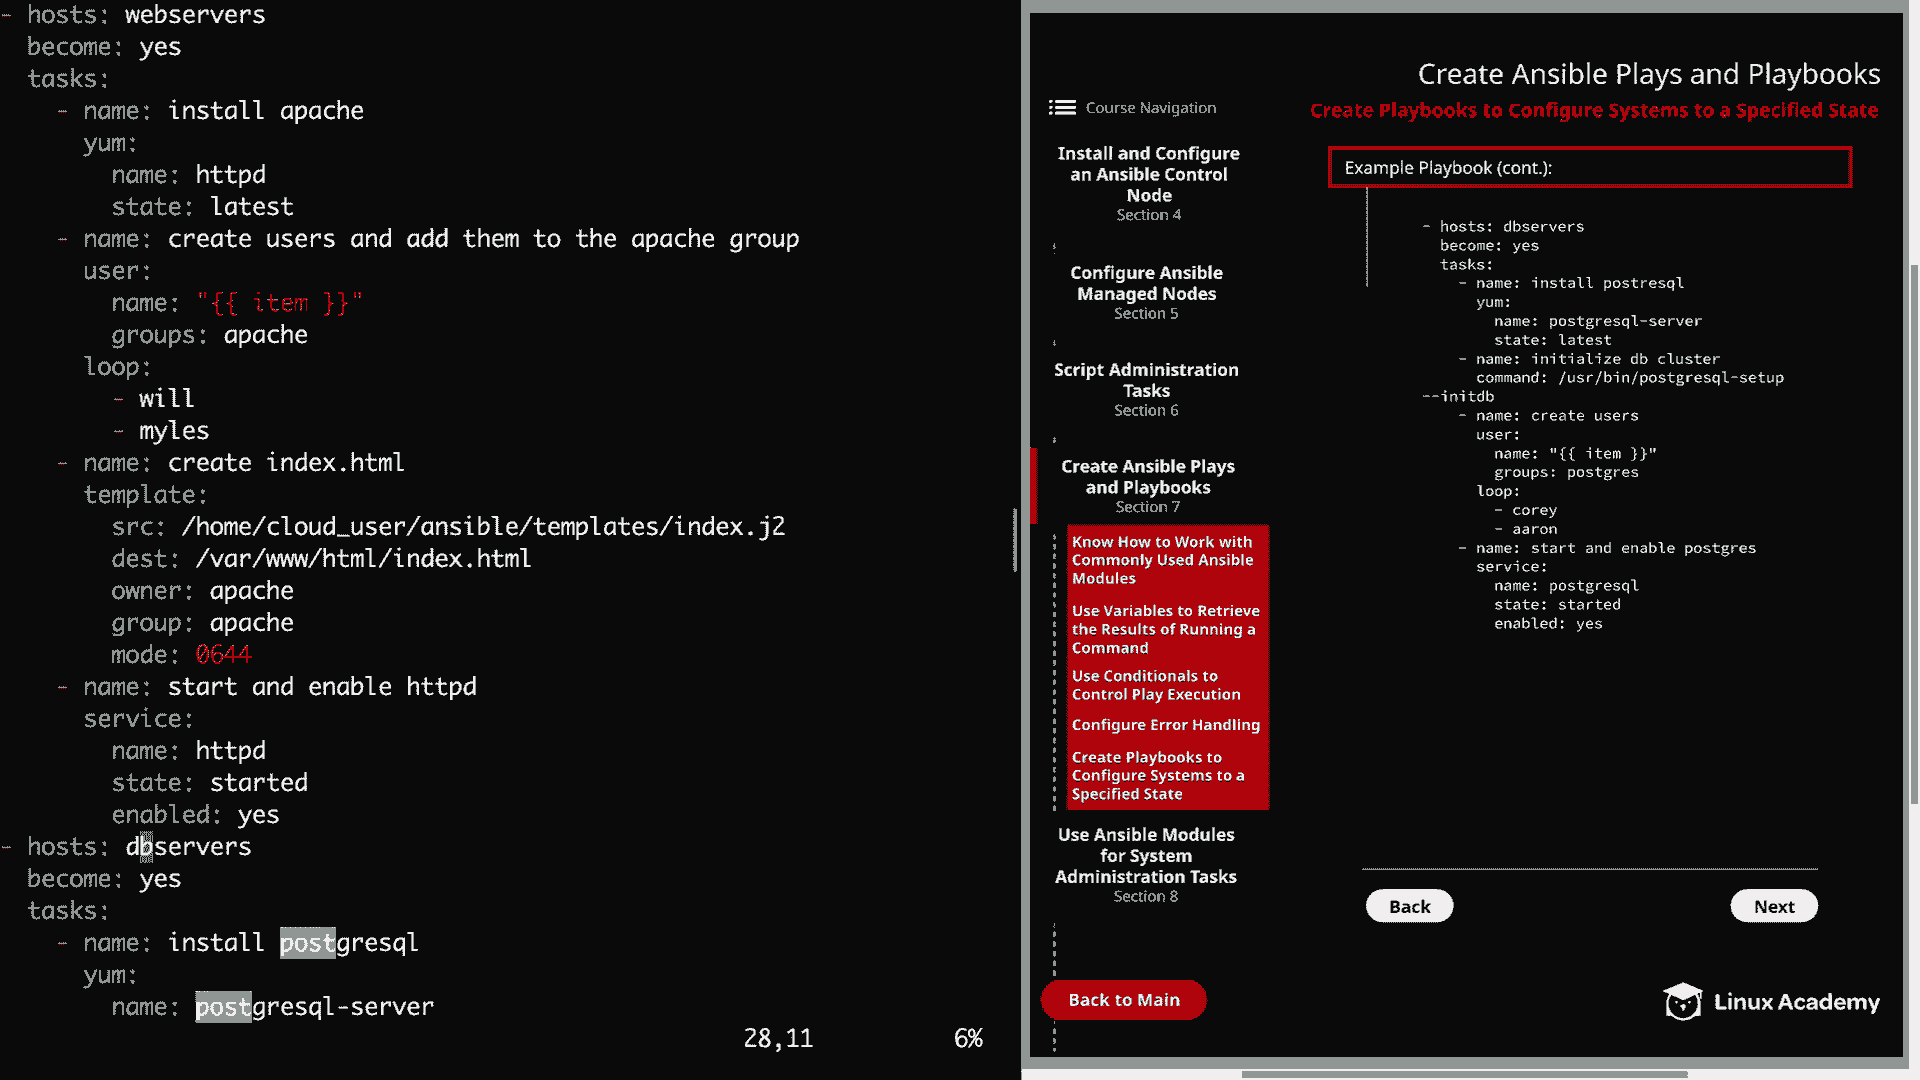 - hosts: webservers
become: yes
tasks:
- name: install apache
yum:
name: httpd
state: latest
- name: create users and add them to the apache group
user:
name: "{{ item }}"
groups: apache
loop:
- will
- myles
- name: create index.html
template:
src: /home/cloud_user/ansible/templates/index.j2
dest: /var/www/html/index.html
owner: apache
group: apache
mode: 0644
- name: start and enable httpd
service:
name: httpd
state: started
enabled: yes
- hosts: dbservers
become: yes
tasks:
- name: install postgresql
yum:
name: postgresql-server
28,11 6%
Create Ansible Plays and Playbooks
Course Navigation
Create Playbooks to Configure Systems to a Specified State
Install and Configure
an Ansible Control
Node
Section 4
Configure Ansible
Managed Nodes
Section 5
Script Administration
Tasks
Section 6
Create Ansible Plays
and Playbooks
Section 7
Know How to Work with
Commonly Used Ansible
Modules
Use Variables to Retrieve
the Results of Running a
Command
Use Conditionals to
Control Play Execution
Configure Error Handling
Create Playbooks to
Configure Systems to a
Specified State
Use Ansible Modules
for System
Administration Tasks
Section 8
Back to Main
Example Playbook (cont.):
- hosts: dbservers
become: yes
tasks:
- name: install postresql
yum:
name: postgresql-server
state: latest
- name: initialize db cluster
command: /usr/bin/postgresql-setup
--initdb
- name: create users
user:
name: "{{ item }}"
groups: postgres
loop:
- corey
- aaron
- name: start and enable postgres
service:
name: postgresql
state: started
enabled: yes
Back
Next
Linux Academy